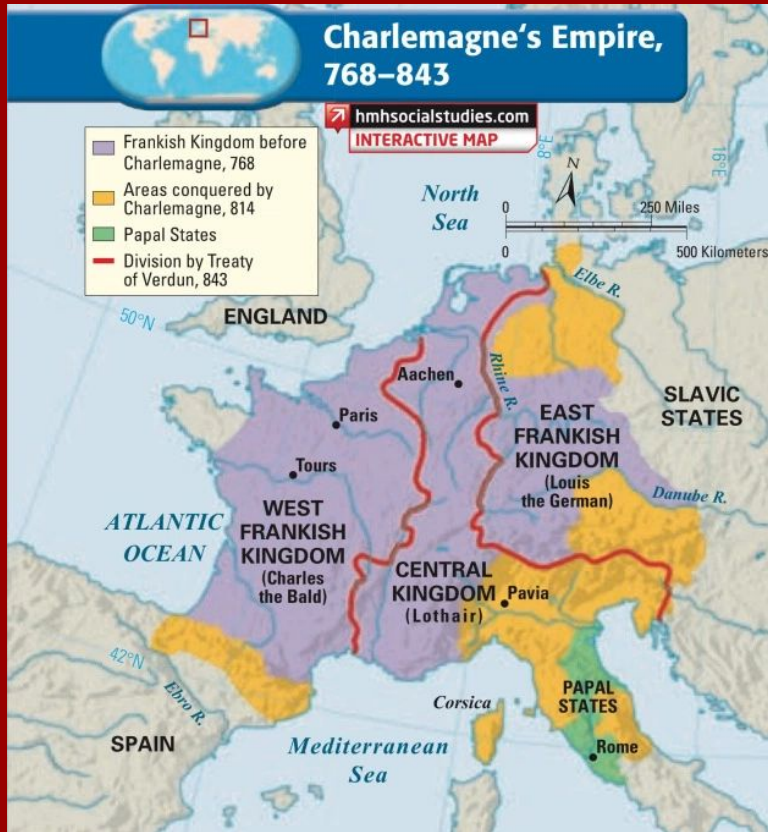 Charlemagne's Empire,
768–843
hmhsocialstudies.com
INTERACTIVE MAP
Frankish Kingdom before
Charlemagne, 768
Areas conquered by
Charlemagne, 814
Papal States
Division by Treaty
of Verdun, 843
8°E
16°E
N
North
Sea
0 250 Miles
0 500 Kilometers
Elbe R.
50°N
ENGLAND
Rhine R.
Aachen
SLAVIC
STATES
Paris
EAST
FRANKISH
KINGDOM
(Louis
the German)
Tours
Danube R.
ATLANTIC
OCEAN
WEST
FRANKISH
KINGDOM
(Charles
the Bald)
CENTRAL
KINGDOM
(Lothair)
Pavia
42°N
Ebro R.
Corsica
PAPAL
STATES
SPAIN
Mediterranean
Sea
Rome